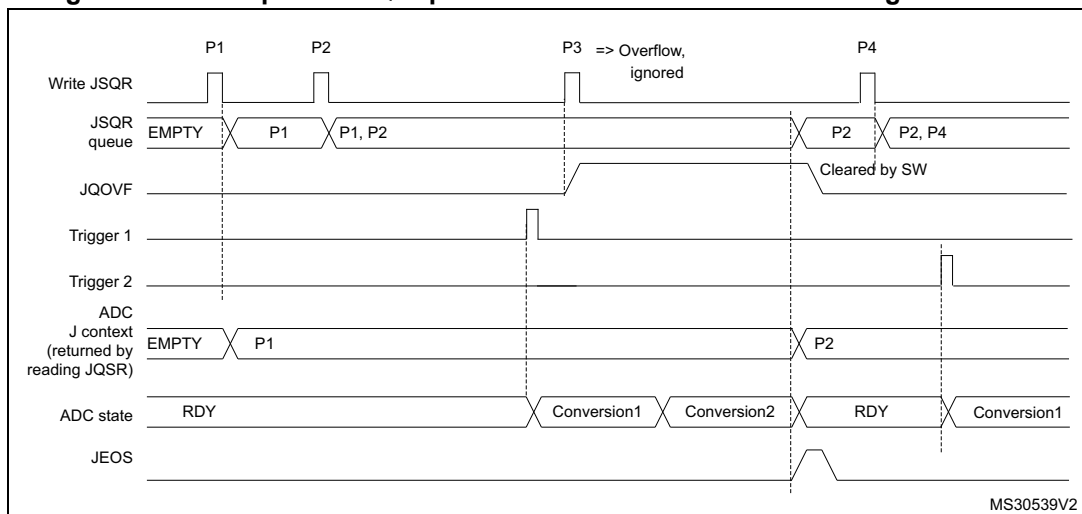 P1 P2 P3 => Overflow, P4
ignored
Write JSQR
JSQR
queue
EMPTY P1 P1, P2 P2 P2, P4
JQOVF
Cleared by SW
Trigger 1
Trigger 2
ADC
J context
(returned by
reading JQSR)
EMPTY P1 P2
ADC state RDY Conversion1 Conversion2 RDY Conversion1
JEOS
MS30539V2